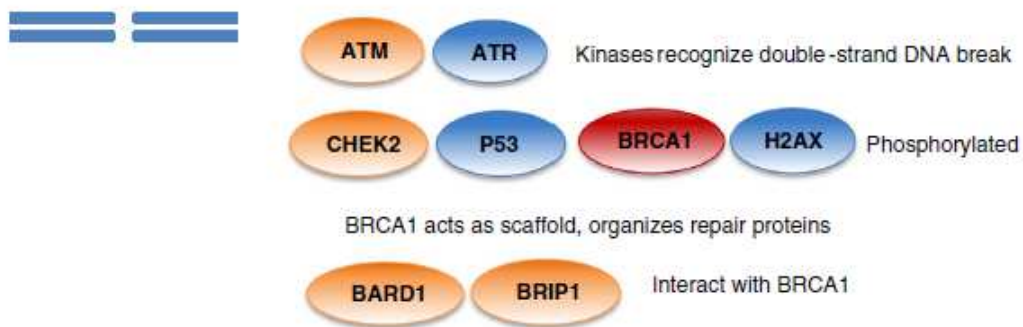 ATM ATR Kinases recognize double-strand DNA break
CHEK2 P53 BRCA1 H2AX Phosphorylated
BRCA1 acts as scaffold, organizes repair proteins
BARD1 BRIP1 Interact with BRCA1